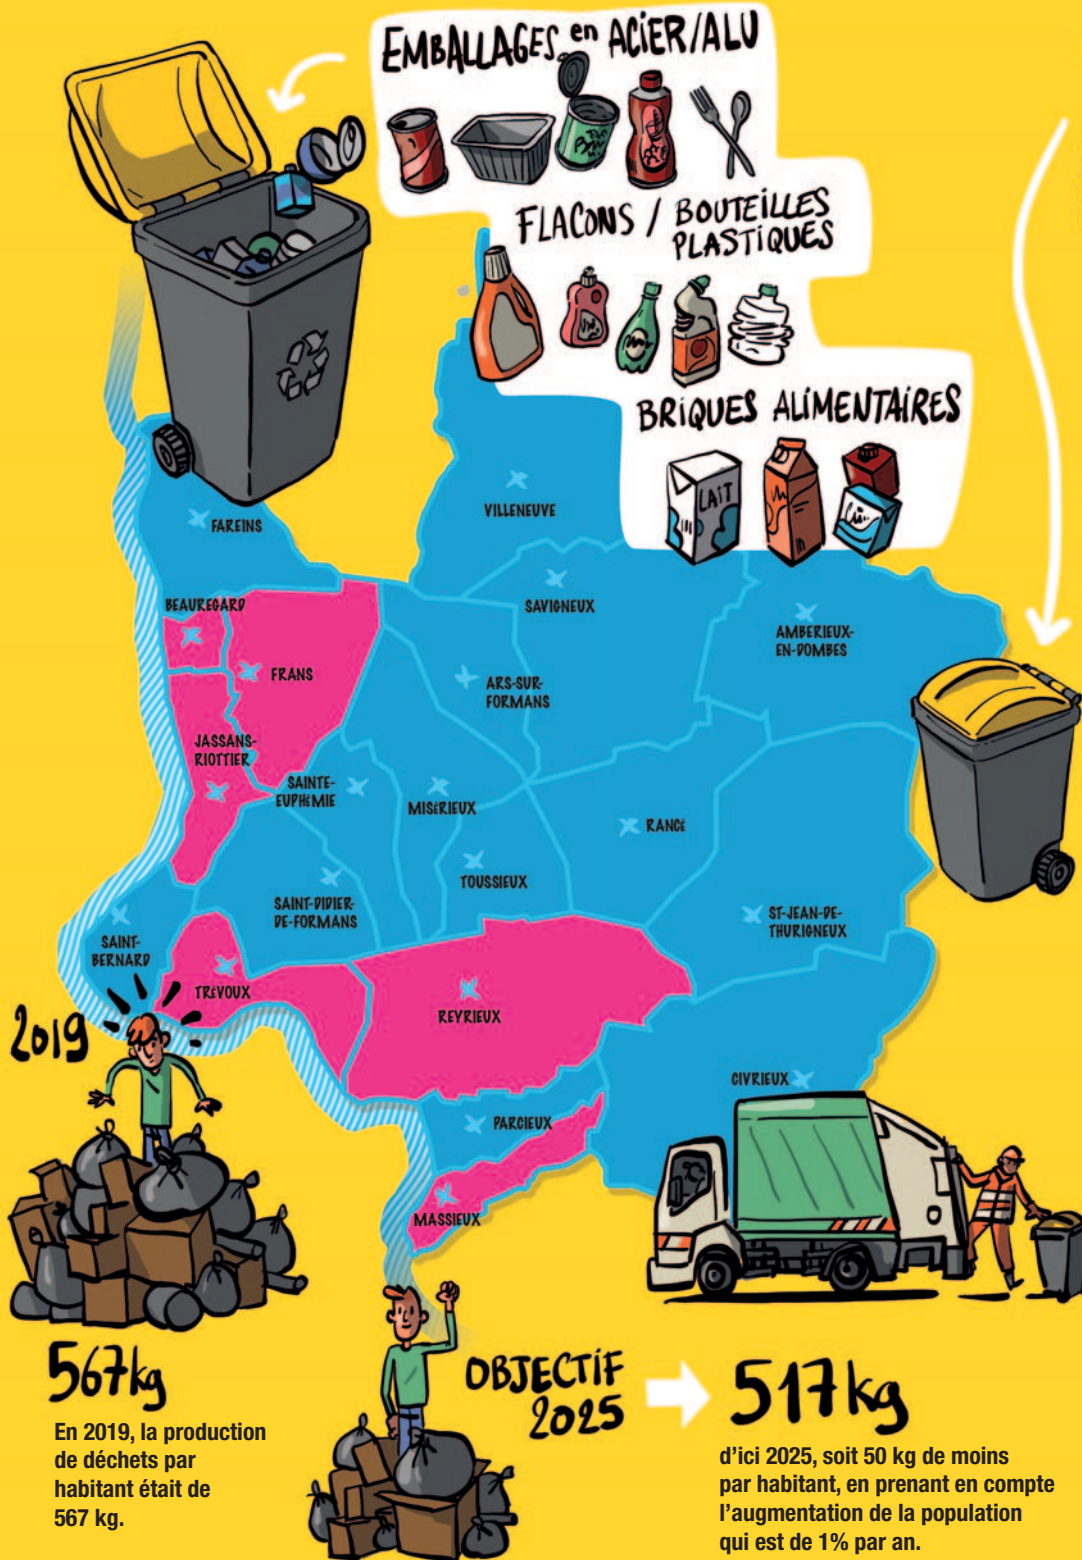 EMBALLAGES en ACIER/ALU
FLACONS / BOUTEILLES
PLASTIQUES
BRIQUES ALIMENTAIRES
LAIT
FAREINS
VILLENEUVE
BEAUREGARD
SAVIGNEUX
AMBERIEUX-
EN-DOMBES
FRANS
ARS-SUR-
FORMANS
JASSANS-
RIOTTIER
SAINTE-
EUPHÉMIE
MISÉRIEUX
RANCÉ
TOUSSIEUX
SAINT-DIDIER-
DE-FORMANS
ST-JEAN-DE-
THURIGNEUX
SAINT-
BERNARD
TRÉVOUX
REYRIEUX
2019
CIVRIEUX
PARCIEUX
MASSIEUX
567kg
En 2019, la production
de déchets par
habitant était de
567 kg.
OBJECTIF
2025
517kg
d'ici 2025, soit 50 kg de moins
par habitant, en prenant en compte
l'augmentation de la population
qui est de 1% par an.